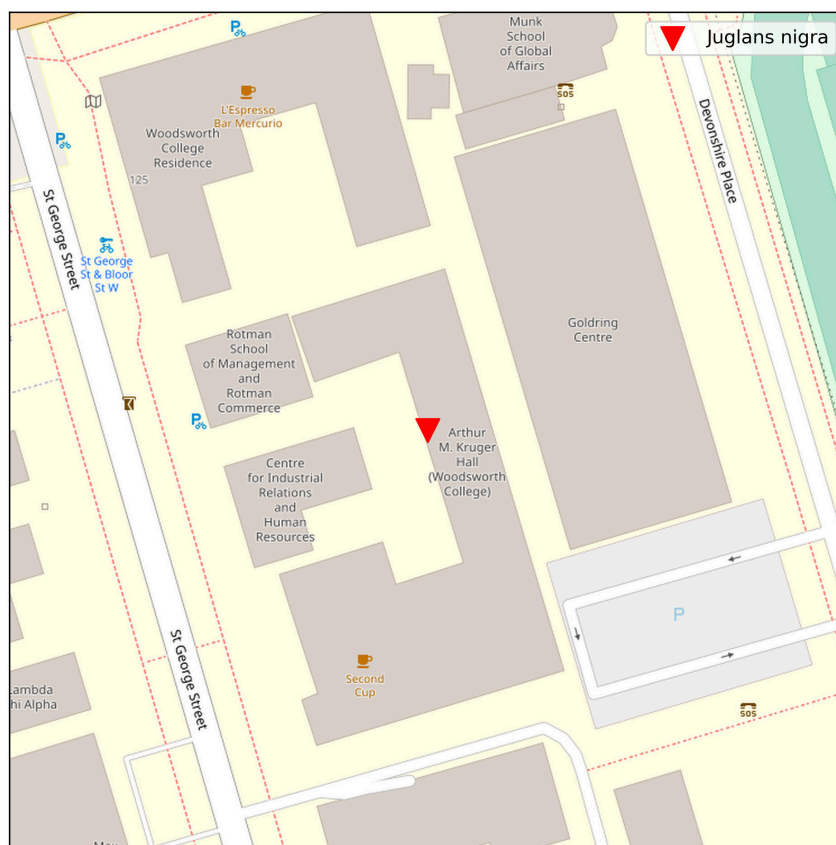 Munk
School
of Global
Affairs
Juglans nigra
SOS
L'Espresso
Bar Mercurio
Woodsworth
College
Residence
125
Devonshire Place
St George Street
St George
St & Bloor
St W
Goldring
Centre
Rotman
School
of Management
and
Rotman
Commerce
Arthur
M. Kruger
Hall
(Woodsworth
College)
Centre
for Industrial
Relations
and
Human
Resources
P
P
P
P
St George Street
Second
Cup
Lambda
hi Alpha
SOS